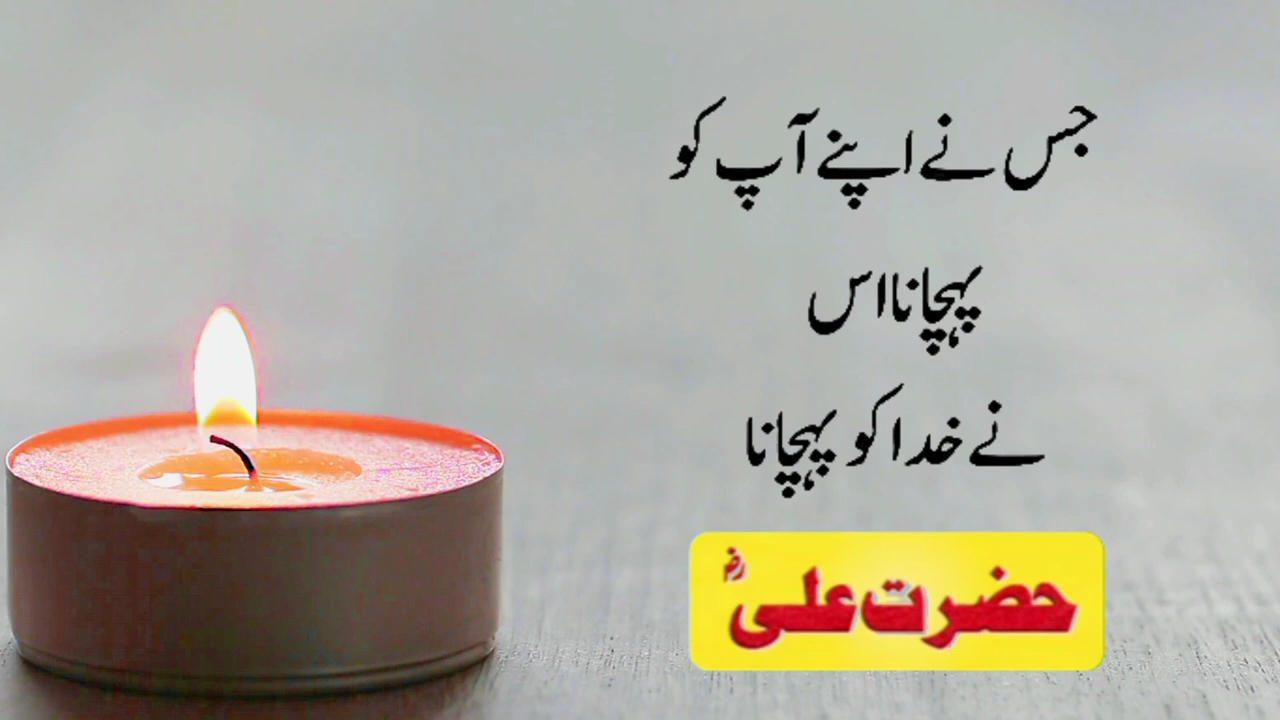 جس نے اپنے آپ کو
پہچانا اس
نے خدا کو پہچانا
حضرت علیؓ